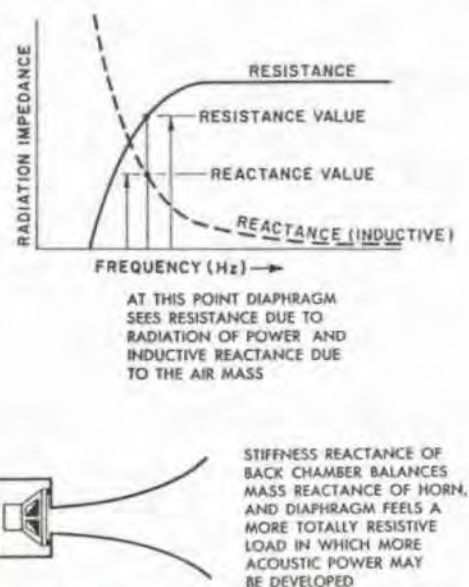 RADIATION IMPEDANCE
RESISTANCE
RESISTANCE VALUE
REACTANCE VALUE
REACTANCE (INDUCTIVE)
FREQUENCY (Hz)
AT THIS POINT DIAPHRAGM
SEES RESISTANCE DUE TO
RADIATION OF POWER AND
INDUCTIVE REACTANCE DUE
TO THE AIR MASS
STIFFNESS REACTANCE OF
BACK CHAMBER BALANCES
MASS REACTANCE OF HORN,
AND DIAPHRAGM FEELS A
MORE TOTALLY RESISTIVE
LOAD IN WHICH MORE
ACOUSTIC POWER MAY
BE DEVELOPED